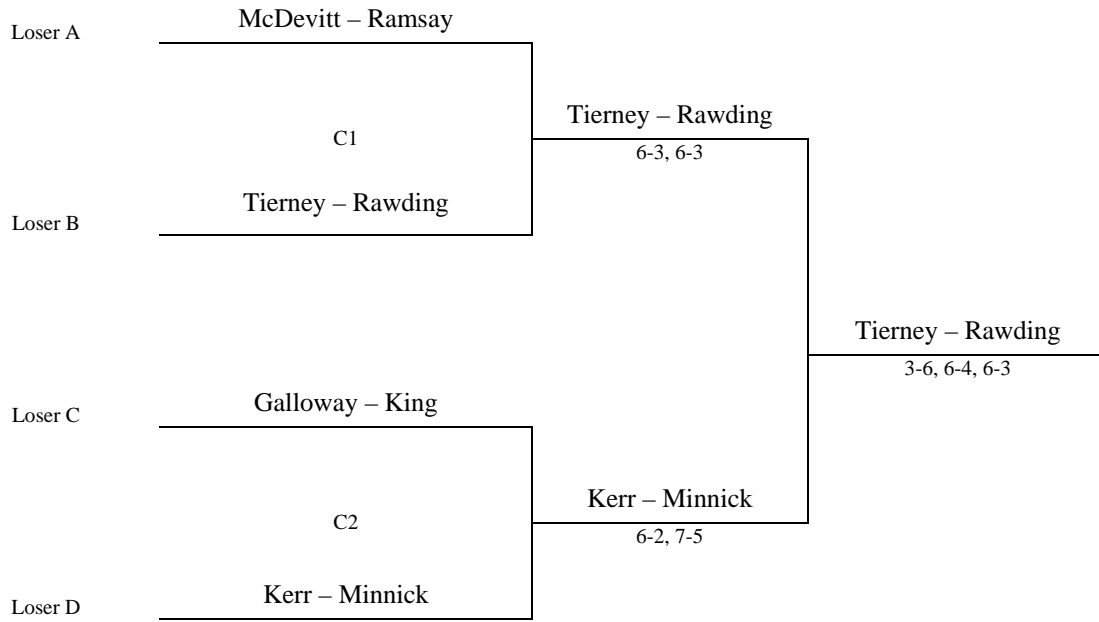 McDevitt – Ramsay
Loser A
Tierney – Rawding
C1
6-3, 6-3
Tierney – Rawding
Loser B
Tierney – Rawding
3-6, 6-4, 6-3
Galloway – King
Loser C
Kerr – Minnick
C2
6-2, 7-5
Kerr – Minnick
Loser D